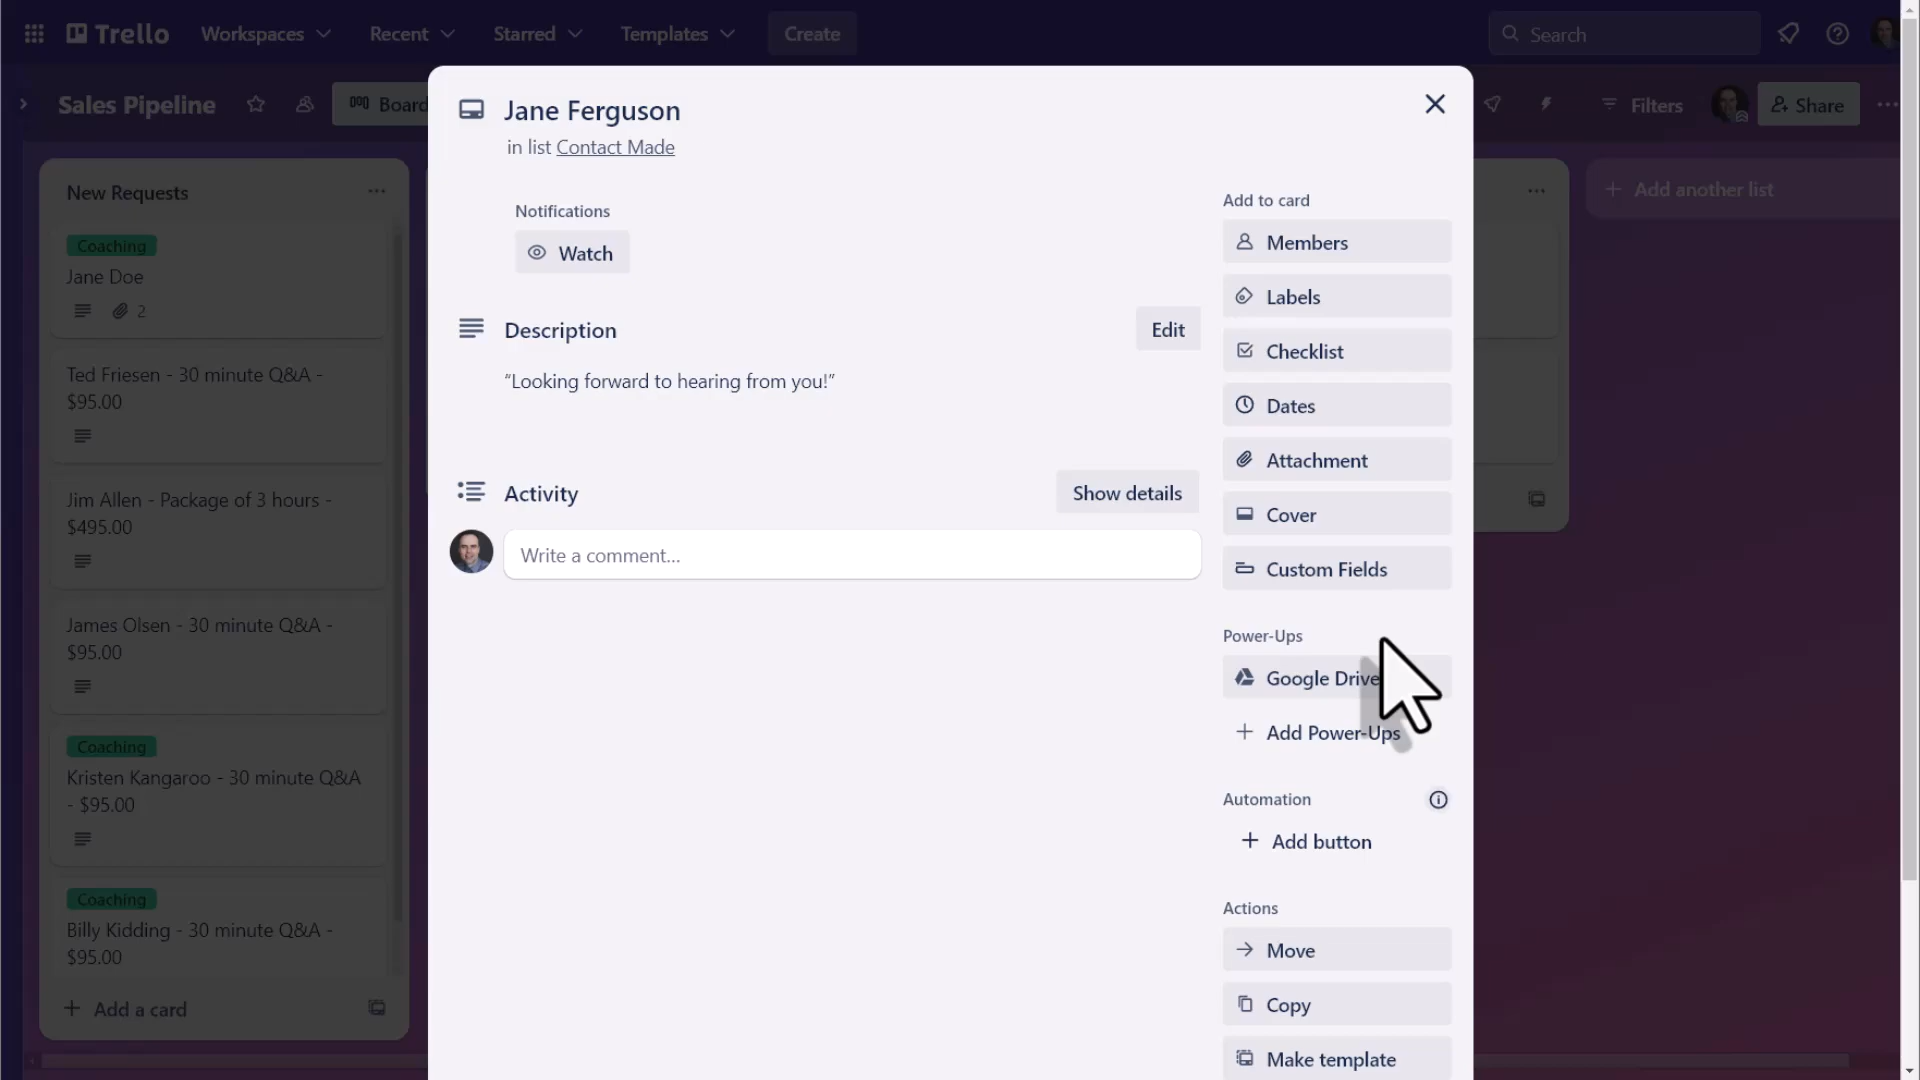 Trello
Workspaces
Recent
Starred
Templates
Create
Search
Sales Pipeline
Board
Filters
Share
New Requests
Coaching
Jane Doe
2
Ted Friesen - 30 minute Q&A -
$95.00
Jim Allen - Package of 3 hours -
$495.00
James Olsen - 30 minute Q&A -
$95.00
Coaching
Kristen Kangaroo - 30 minute Q&A
- $95.00
Coaching
Billy Kidding - 30 minute Q&A -
$95.00
+ Add a card
Jane Ferguson
in list Contact Made
Notifications
Watch
Description
Edit
“Looking forward to hearing from you!”
Activity
Show details
Write a comment…
Add to card
Members
Labels
Checklist
Dates
Attachment
Cover
Custom Fields
Power-Ups
Google Drive
+ Add Power-Ups
Automation
+ Add button
Actions
Move
Copy
Make template
+ Add another list